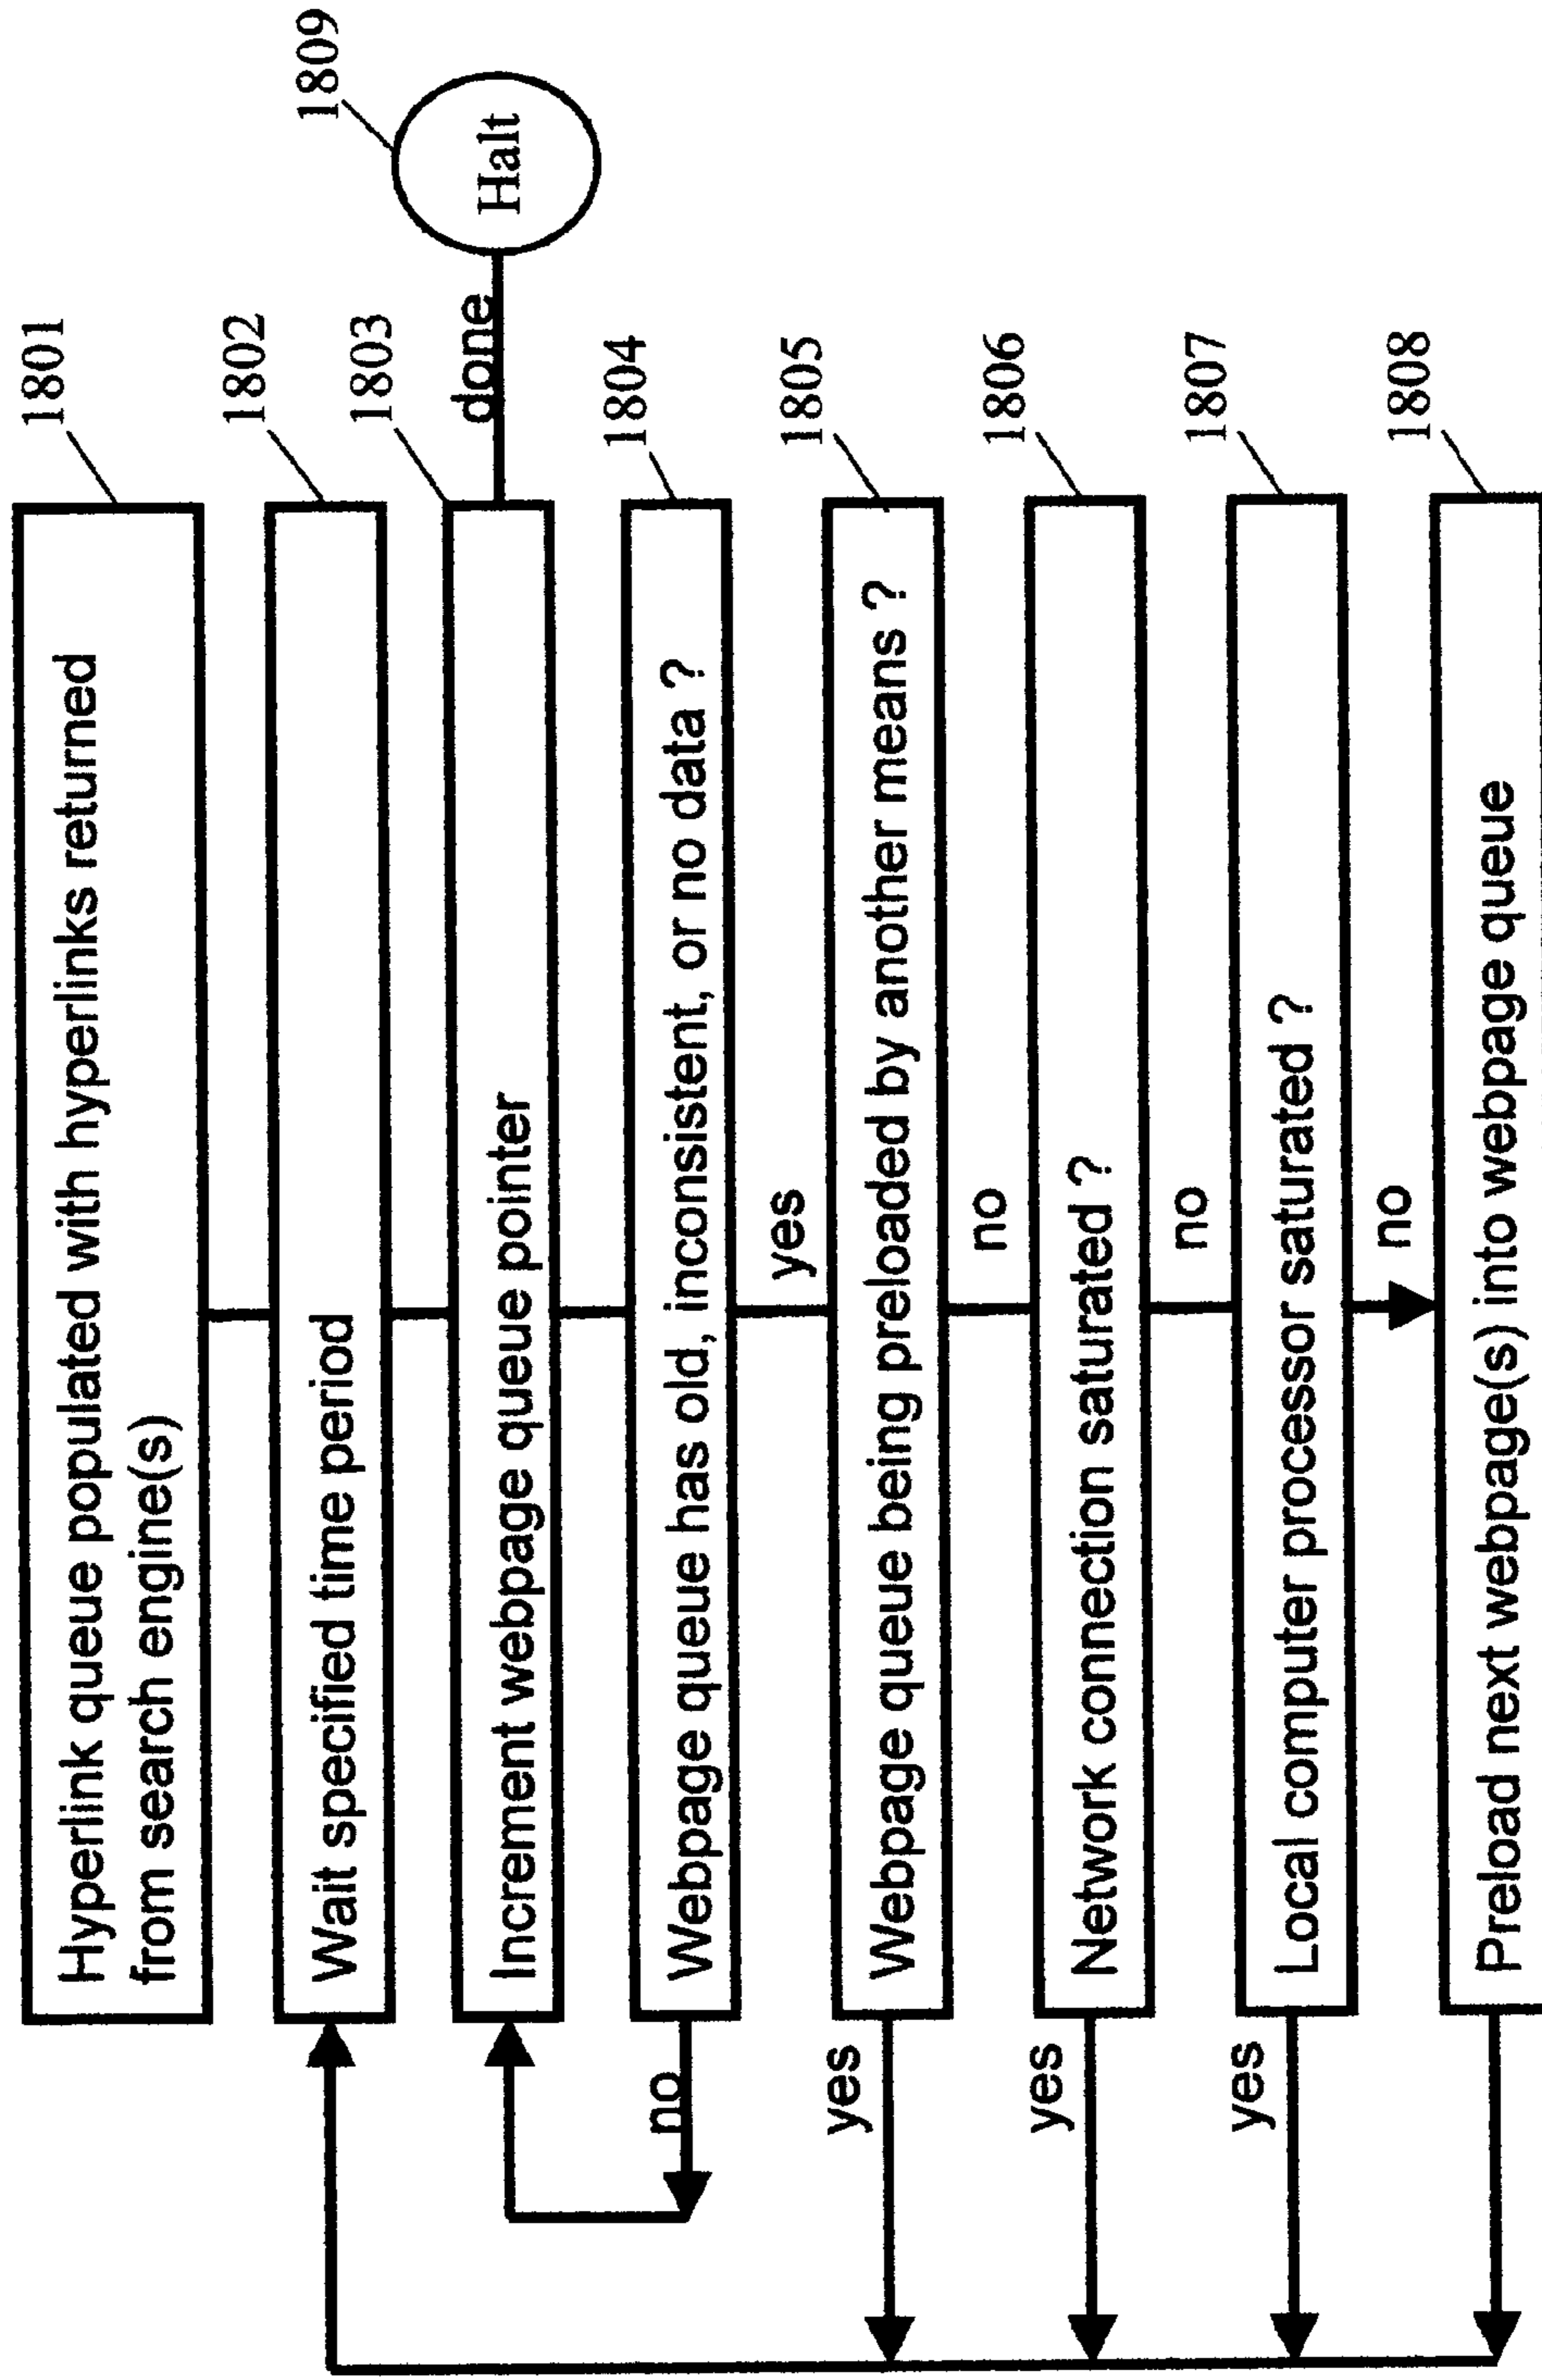 1801
Hyperlink queue populated with hyperlinks returned
from search engine(s)
1802
Wait specified time period
1803
Increment webpage queue pointer
done
Halt
1809
1804
Webpage queue has old, inconsistent, or no data ?
no
yes
1805
Webpage queue being preloaded by another means ?
yes
no
1806
Network connection saturated ?
yes
no
1807
Local computer processor saturated ?
yes
no
1808
Preload next webpage(s) into webpage queue